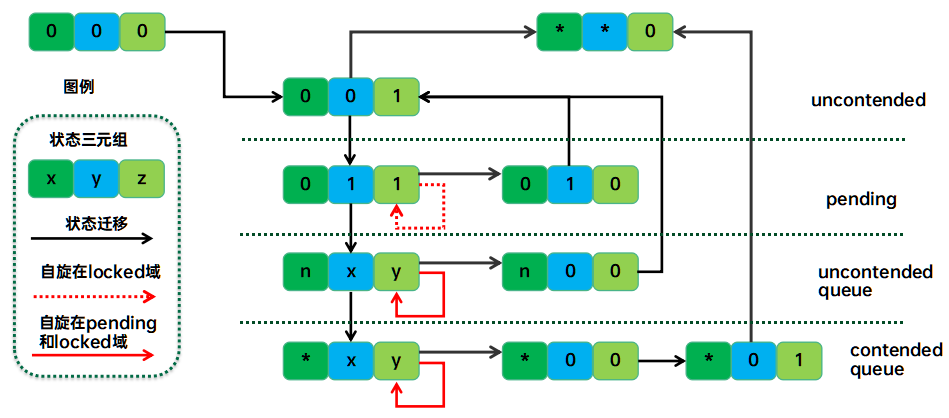 0 0 0
* * 0
图例
0 0 1
uncontended
状态三元组
x y z
0 1 1
0 1 0
pending
状态迁移
自旋在locked域
n x y
n 0 0
uncontended
queue
自旋在pending
和locked域
* x y
* 0 0
* 0 1
contended
queue